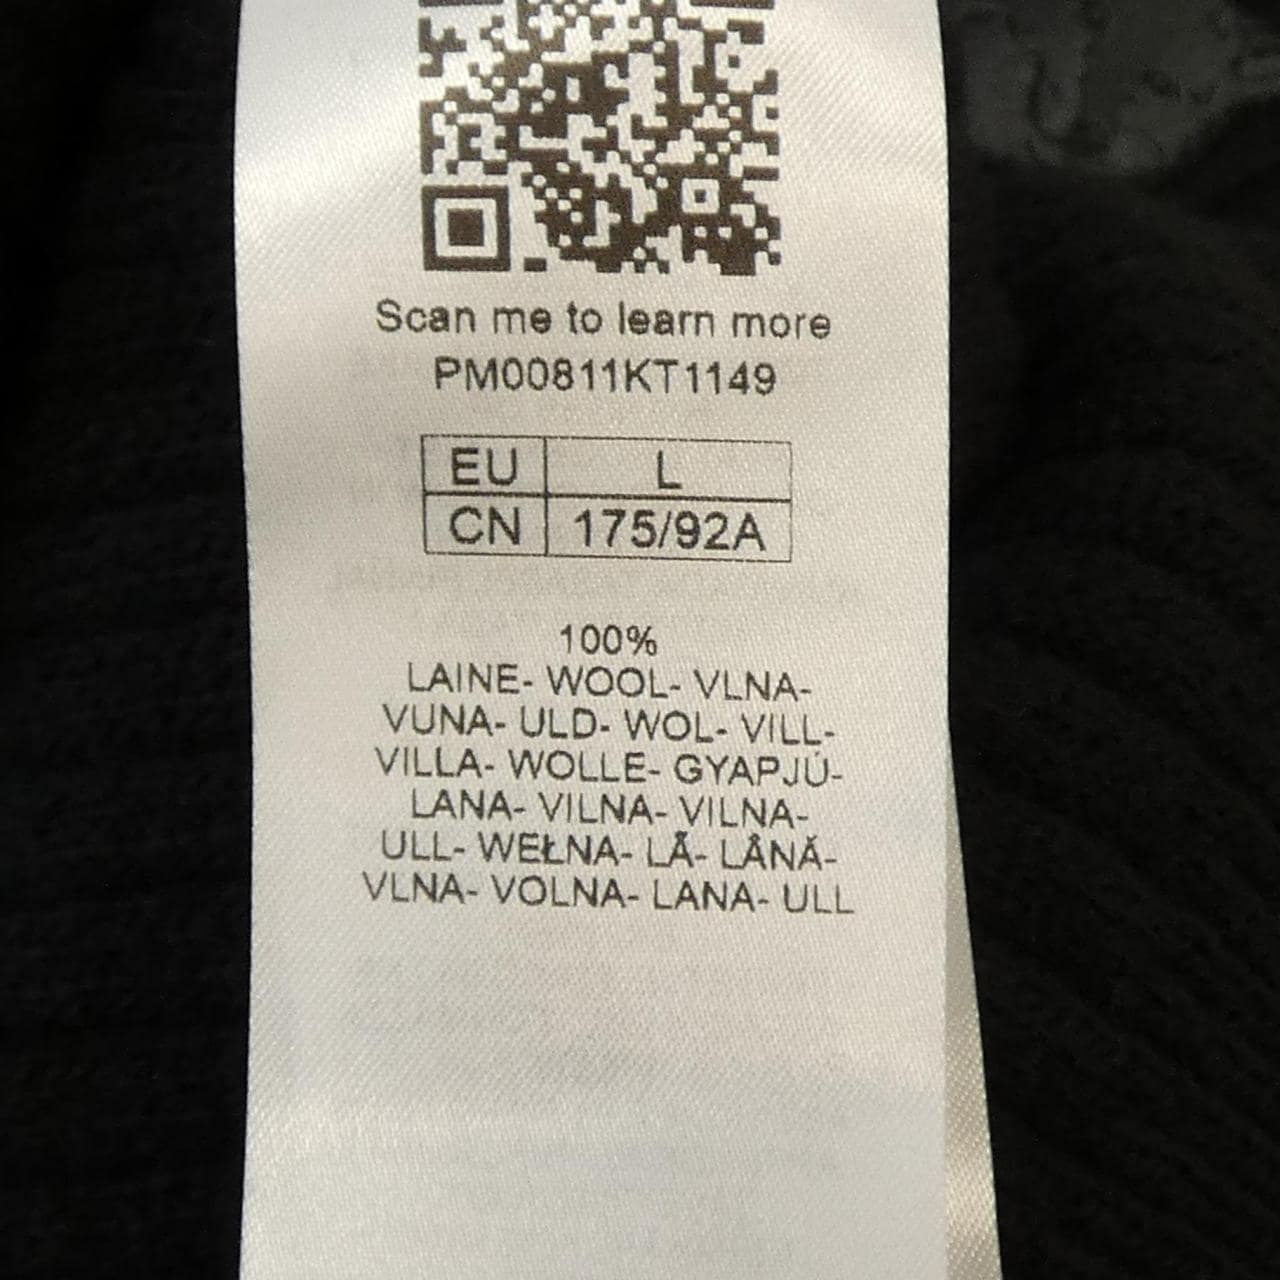 Scan me to learn more
PM00811KT1149
EU L
CN 175/92A
100%
LAINE- WOOL- VLNA-
VUNA- ULD- WOL- VILL-
VILLA- WOLLE- GYAPJÚ-
LANA- VILNA- VILNA-
ULL- WEŁNA- LÃ- LÂNĂ-
VLNA- VOLNA- LANA- ULL